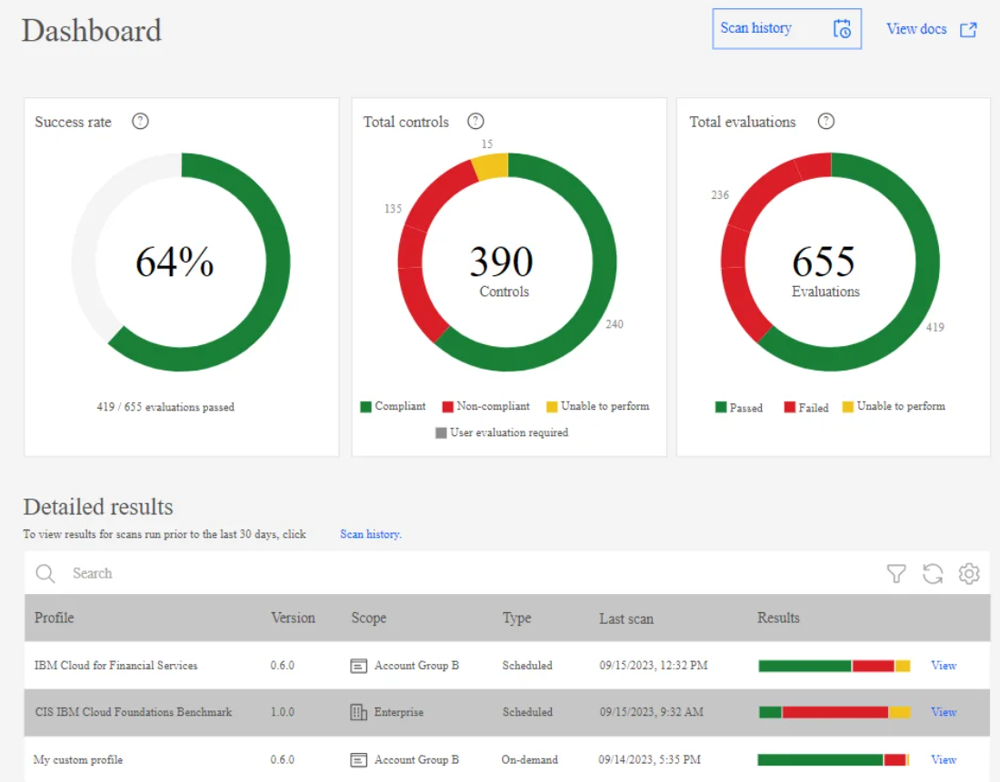 Dashboard
Scan history
View docs
Success rate ?
64%
419 / 655 evaluations passed
Total controls ?
15
135
390
Controls
240
Compliant Non-compliant Unable to perform
User evaluation required
Total evaluations ?
236
655
Evaluations
419
Passed Failed Unable to perform
Detailed results
To view results for scans run prior to the last 30 days, click Scan history.
Search
Profile Version Scope Type Last scan Results
IBM Cloud for Financial Services 0.6.0 Account Group B Scheduled 09/15/2023, 12:32 PM View
CIS IBM Cloud Foundations Benchmark 1.0.0 Enterprise Scheduled 09/15/2023, 9:32 AM View
My custom profile 0.6.0 Account Group B On-demand 09/14/2023, 5:35 PM View